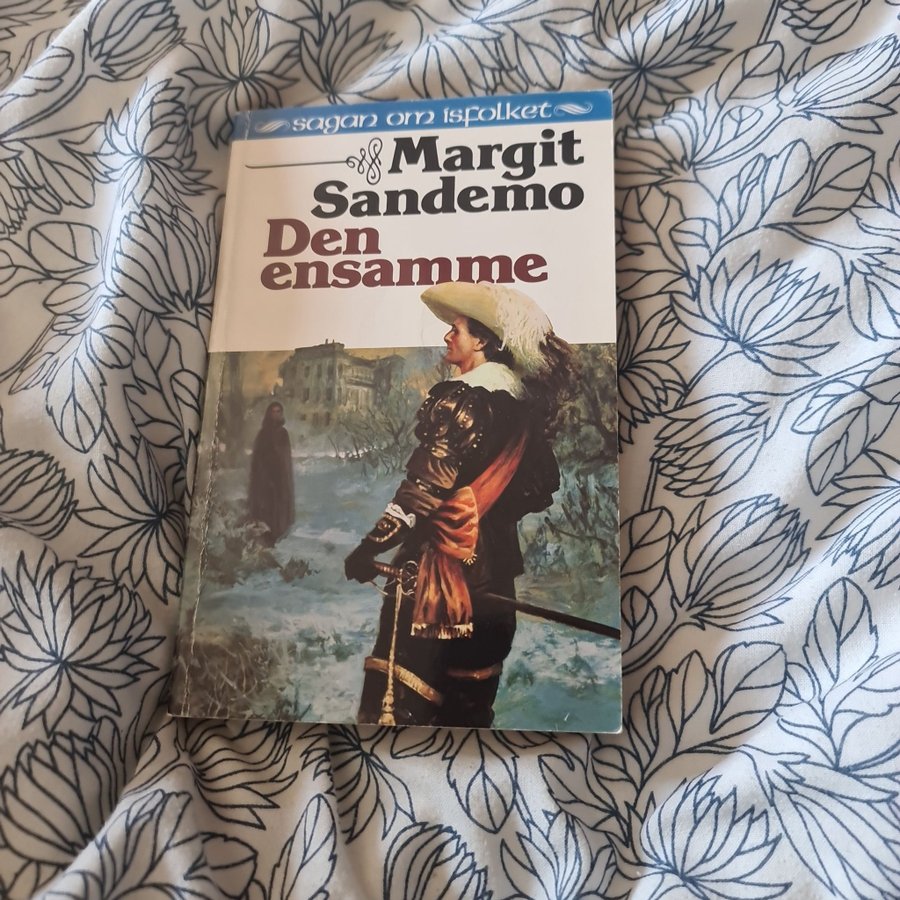 sagan om isfolket
Margit
Sandemo
Den
ensamme